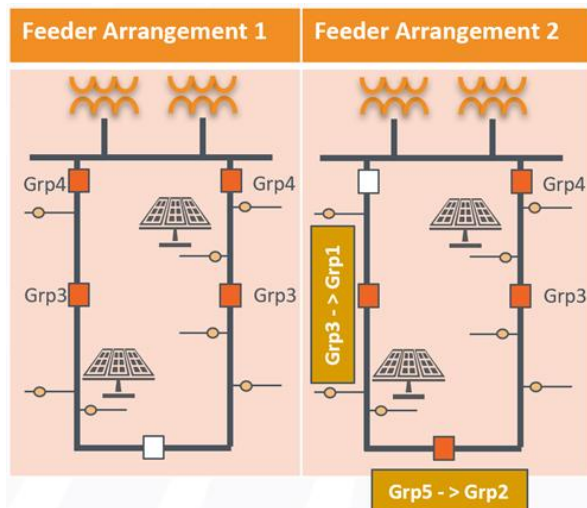 Feeder Arrangement 1
Feeder Arrangement 2
Grp4
Grp4
Grp4
Grp3
Grp3
Grp3 -> Grp1
Grp3
Grp5 -> Grp2